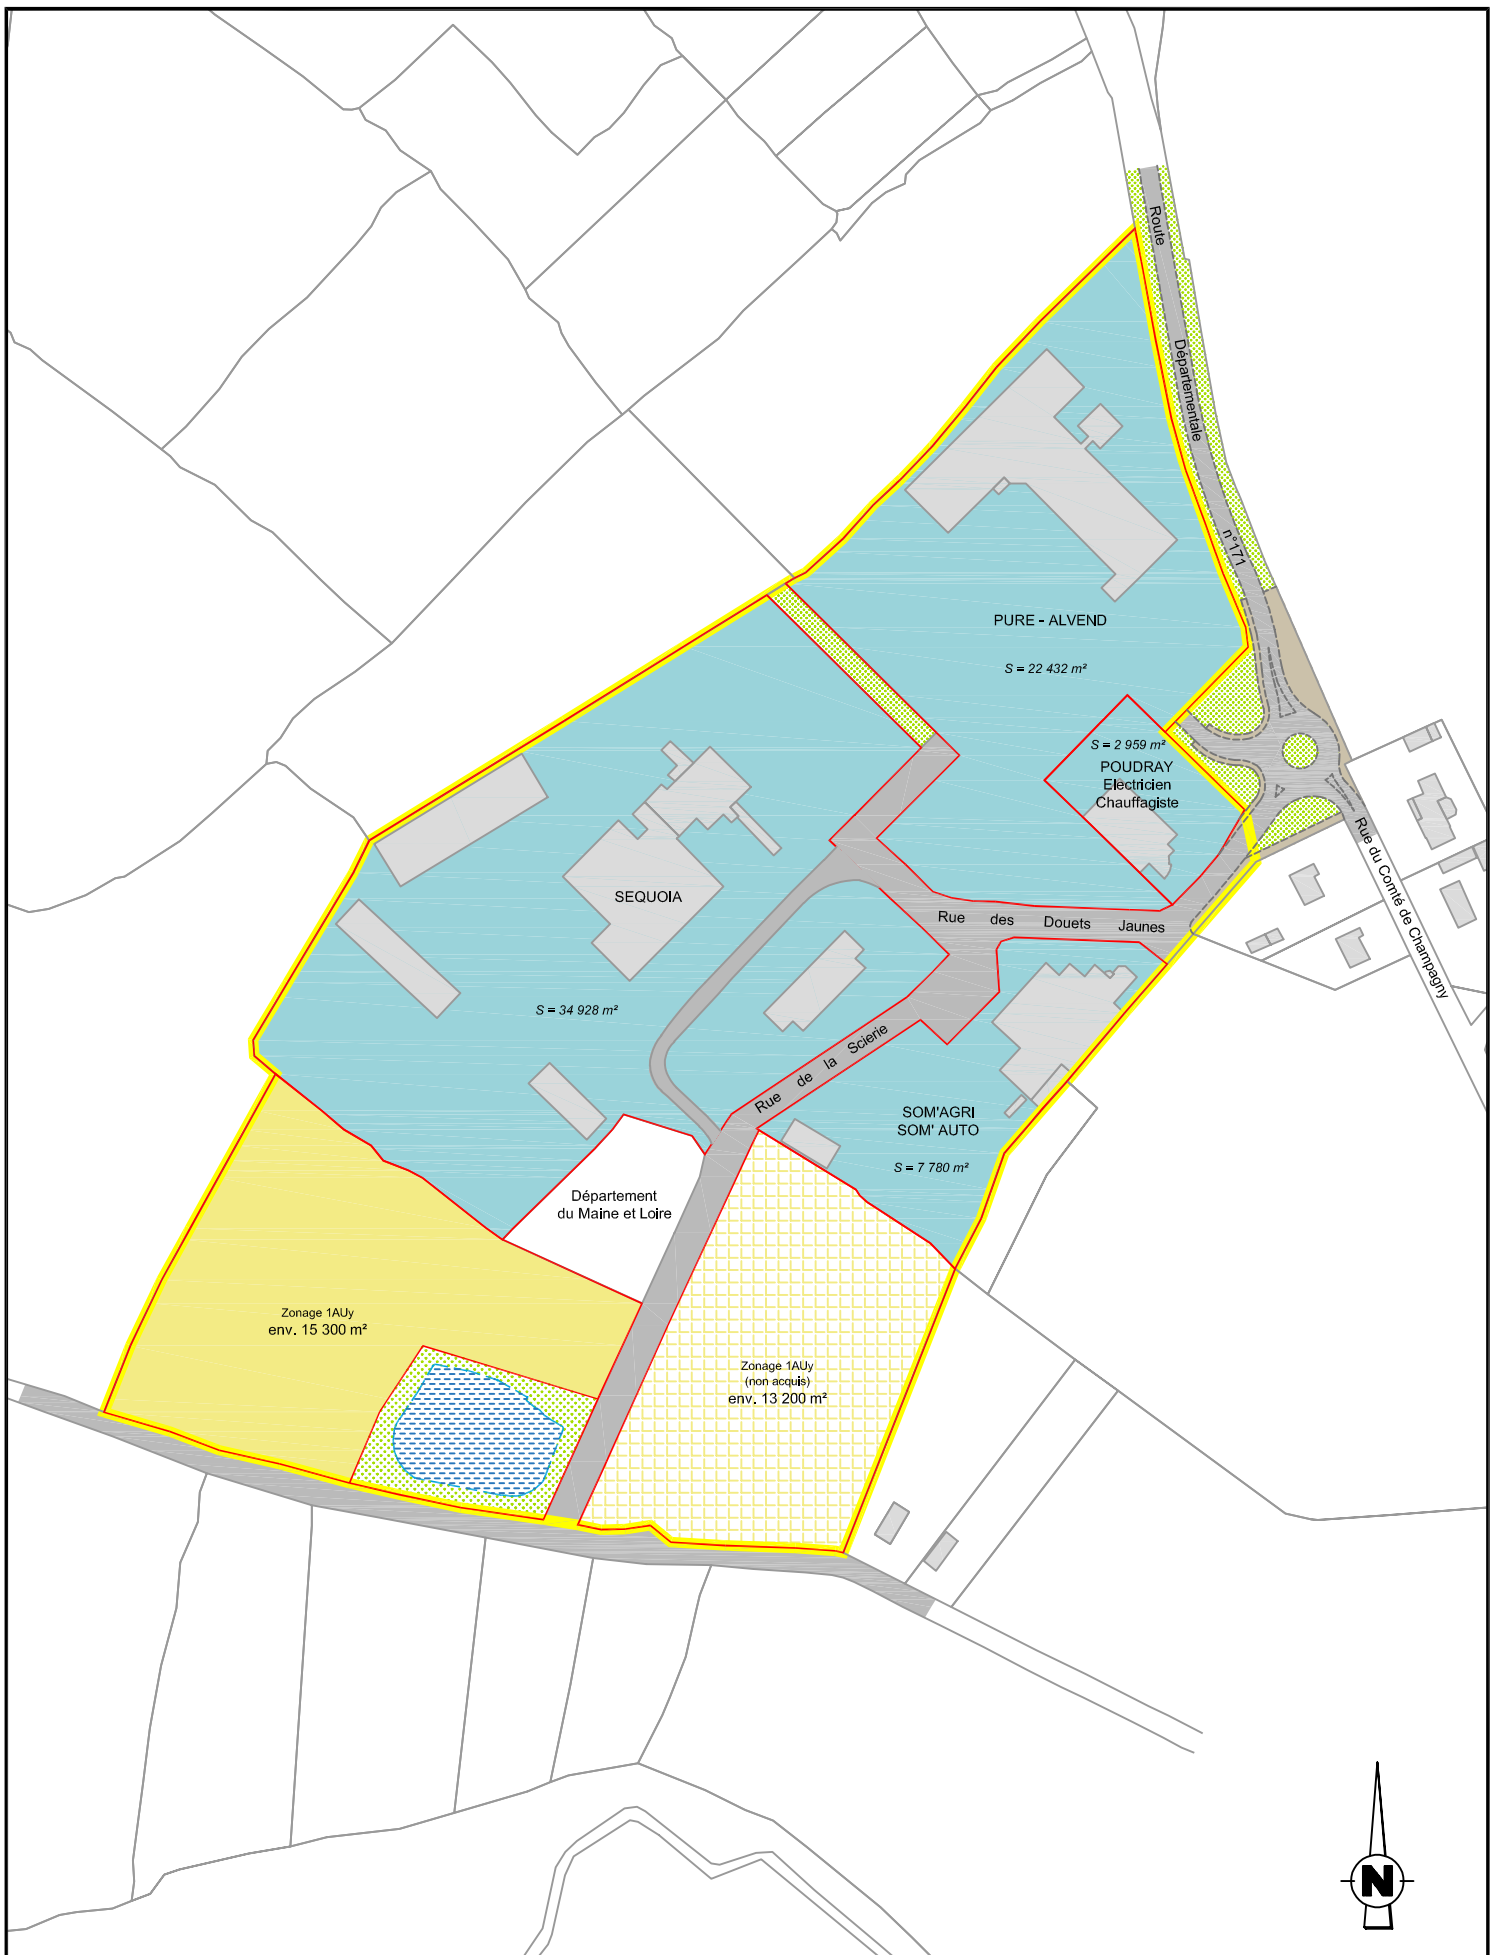 Route
Départementale
n°171
PURE - ALVEND
S = 22 432 m²
S = 2 959 m²
POUDRAY
Electricien
Chauffagiste
Rue du Comté de Champagny
SEQUOIA
Rue des Douets Jaunes
S = 34 928 m²
Rue de la Scierie
SOM'AGRI
SOM' AUTO
S = 7 780 m²
Département
du Maine et Loire
Zonage 1AUy
env. 15 300 m²
Zonage 1AUy
(non acquis)
env. 13 200 m²
N